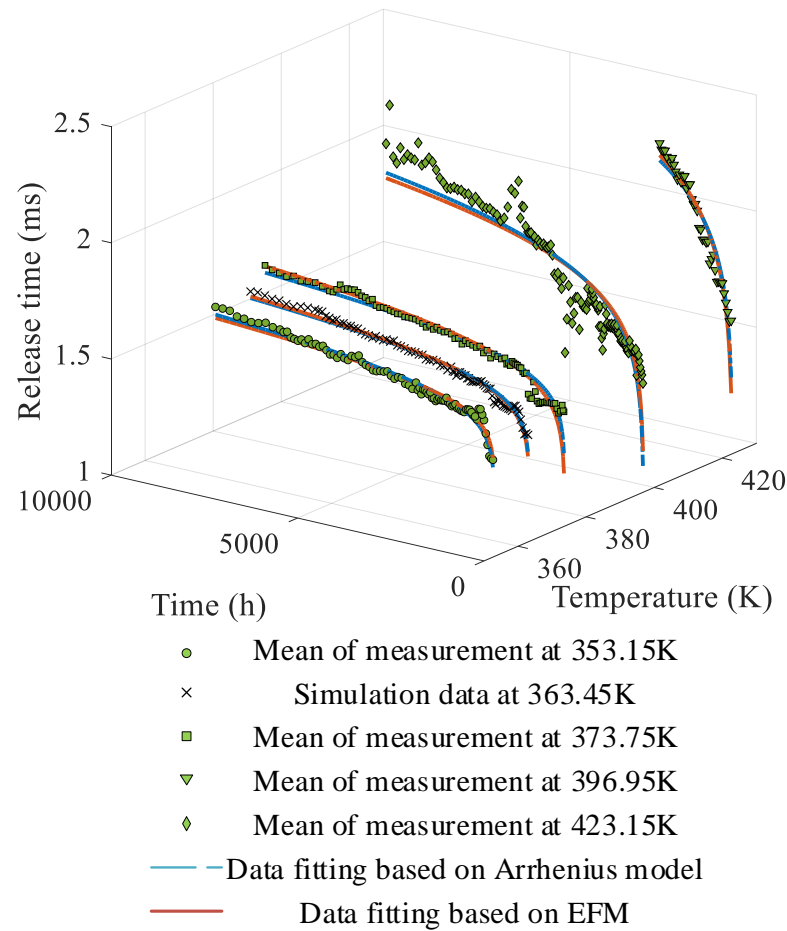 2.5
2
1.5
1
Release time (ms)
10000
5000
0
Time (h)
360
380
400
420
Temperature (K)
Mean of measurement at 353.15K
Simulation data at 363.45K
Mean of measurement at 373.75K
Mean of measurement at 396.95K
Mean of measurement at 423.15K
Data fitting based on Arrhenius model
Data fitting based on EFM